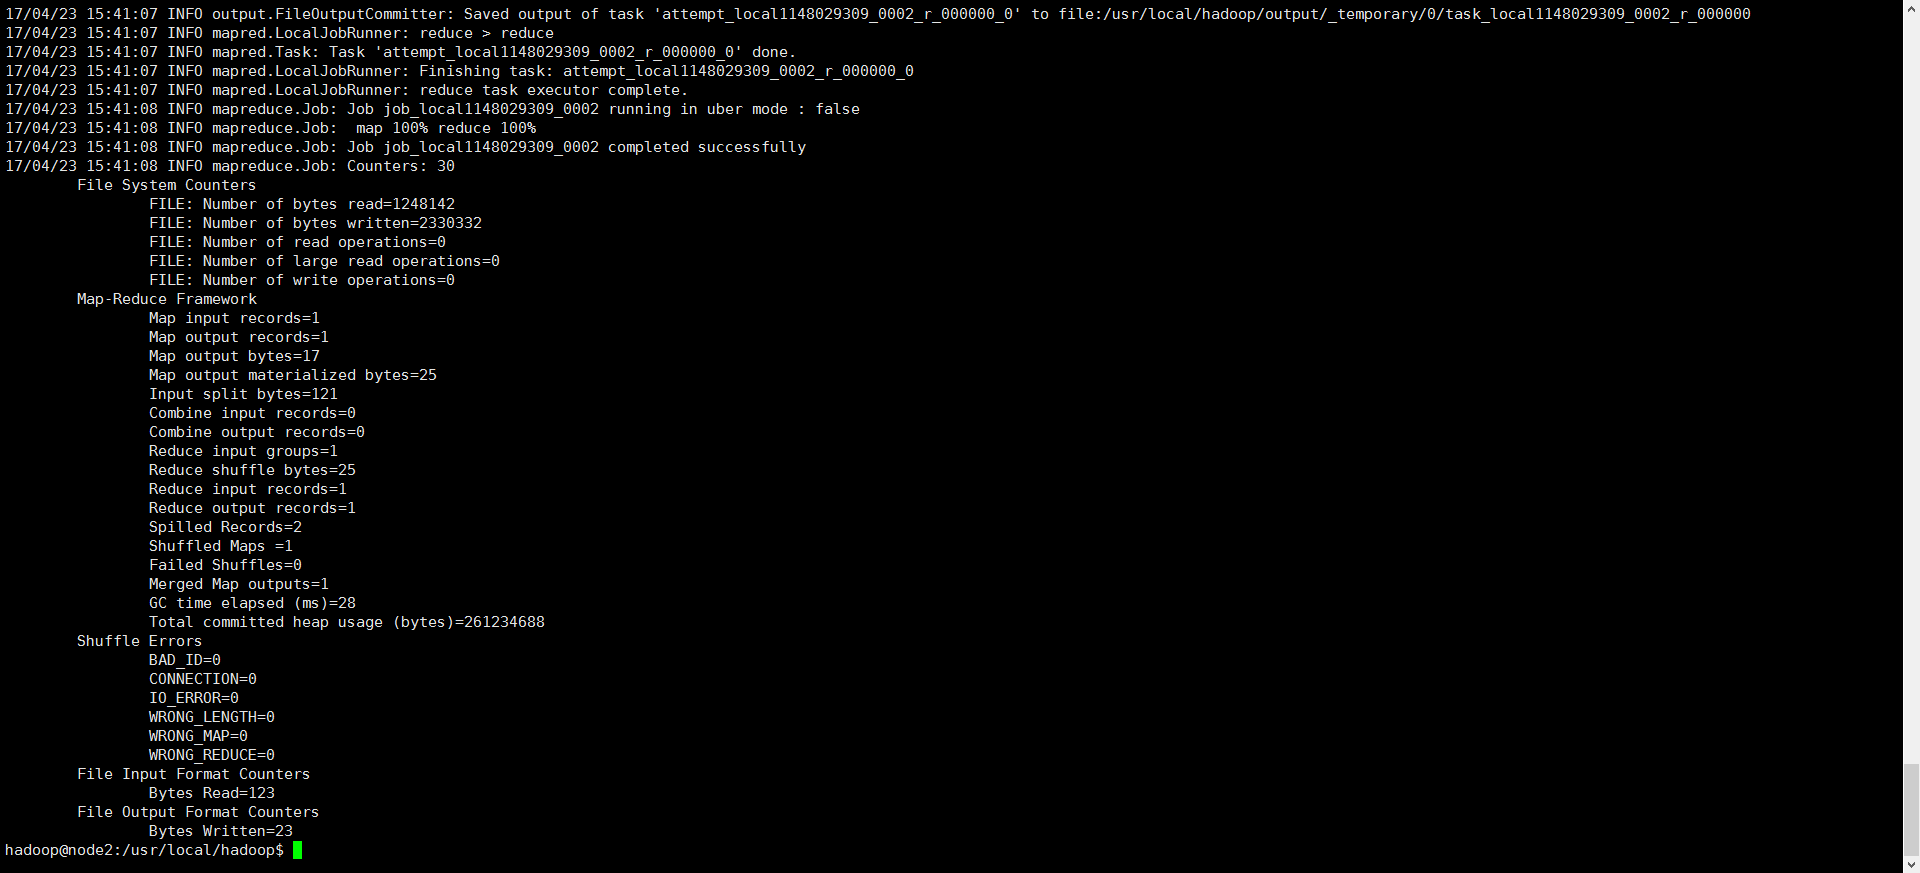 17/04/23 15:41:07 INFO output.FileOutputCommitter: Saved output of task 'attempt_local1148029309_0002_r_000000_0' to file:/usr/local/hadoop/output/_temporary/0/task_local1148029309_0002_r_000000
17/04/23 15:41:07 INFO mapred.LocalJobRunner: reduce > reduce
17/04/23 15:41:07 INFO mapred.Task: Task 'attempt_local1148029309_0002_r_000000_0' done.
17/04/23 15:41:07 INFO mapred.LocalJobRunner: Finishing task: attempt_local1148029309_0002_r_000000_0
17/04/23 15:41:07 INFO mapred.LocalJobRunner: reduce task executor complete.
17/04/23 15:41:08 INFO mapreduce.Job: Job job_local1148029309_0002 running in uber mode : false
17/04/23 15:41:08 INFO mapreduce.Job:  map 100% reduce 100%
17/04/23 15:41:08 INFO mapreduce.Job: Job job_local1148029309_0002 completed successfully
17/04/23 15:41:08 INFO mapreduce.Job: Counters: 30
File System Counters
FILE: Number of bytes read=1248142
FILE: Number of bytes written=2330332
FILE: Number of read operations=0
FILE: Number of large read operations=0
FILE: Number of write operations=0
Map-Reduce Framework
Map input records=1
Map output records=1
Map output bytes=17
Map output materialized bytes=25
Input split bytes=121
Combine input records=0
Combine output records=0
Reduce input groups=1
Reduce shuffle bytes=25
Reduce input records=1
Reduce output records=1
Spilled Records=2
Shuffled Maps =1
Failed Shuffles=0
Merged Map outputs=1
GC time elapsed (ms)=28
Total committed heap usage (bytes)=261234688
Shuffle Errors
BAD_ID=0
CONNECTION=0
IO_ERROR=0
WRONG_LENGTH=0
WRONG_MAP=0
WRONG_REDUCE=0
File Input Format Counters
Bytes Read=123
File Output Format Counters
Bytes Written=23
hadoop@node2:/usr/local/hadoop$